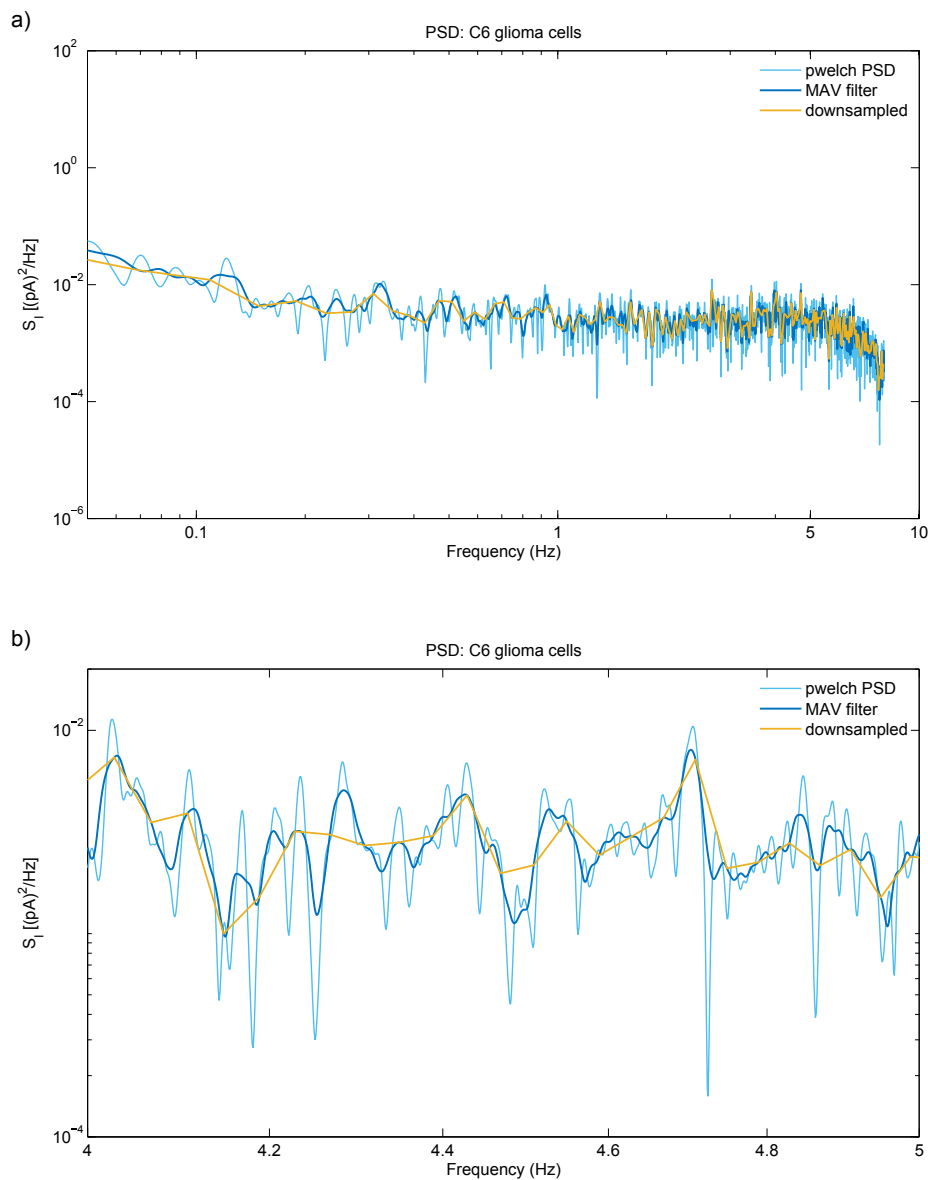 a)
PSD: C6 glioma cells
10^2
10^0
10^−2
10^−4
10^−6
S_I [(pA)^2/Hz]
pwelch PSD
MAV filter
downsampled
0.1
1
5
10
Frequency (Hz)
b)
PSD: C6 glioma cells
10^−2
10^−4
S_I [(pA)^2/Hz]
pwelch PSD
MAV filter
downsampled
4
4.2
4.4
4.6
4.8
5
Frequency (Hz)